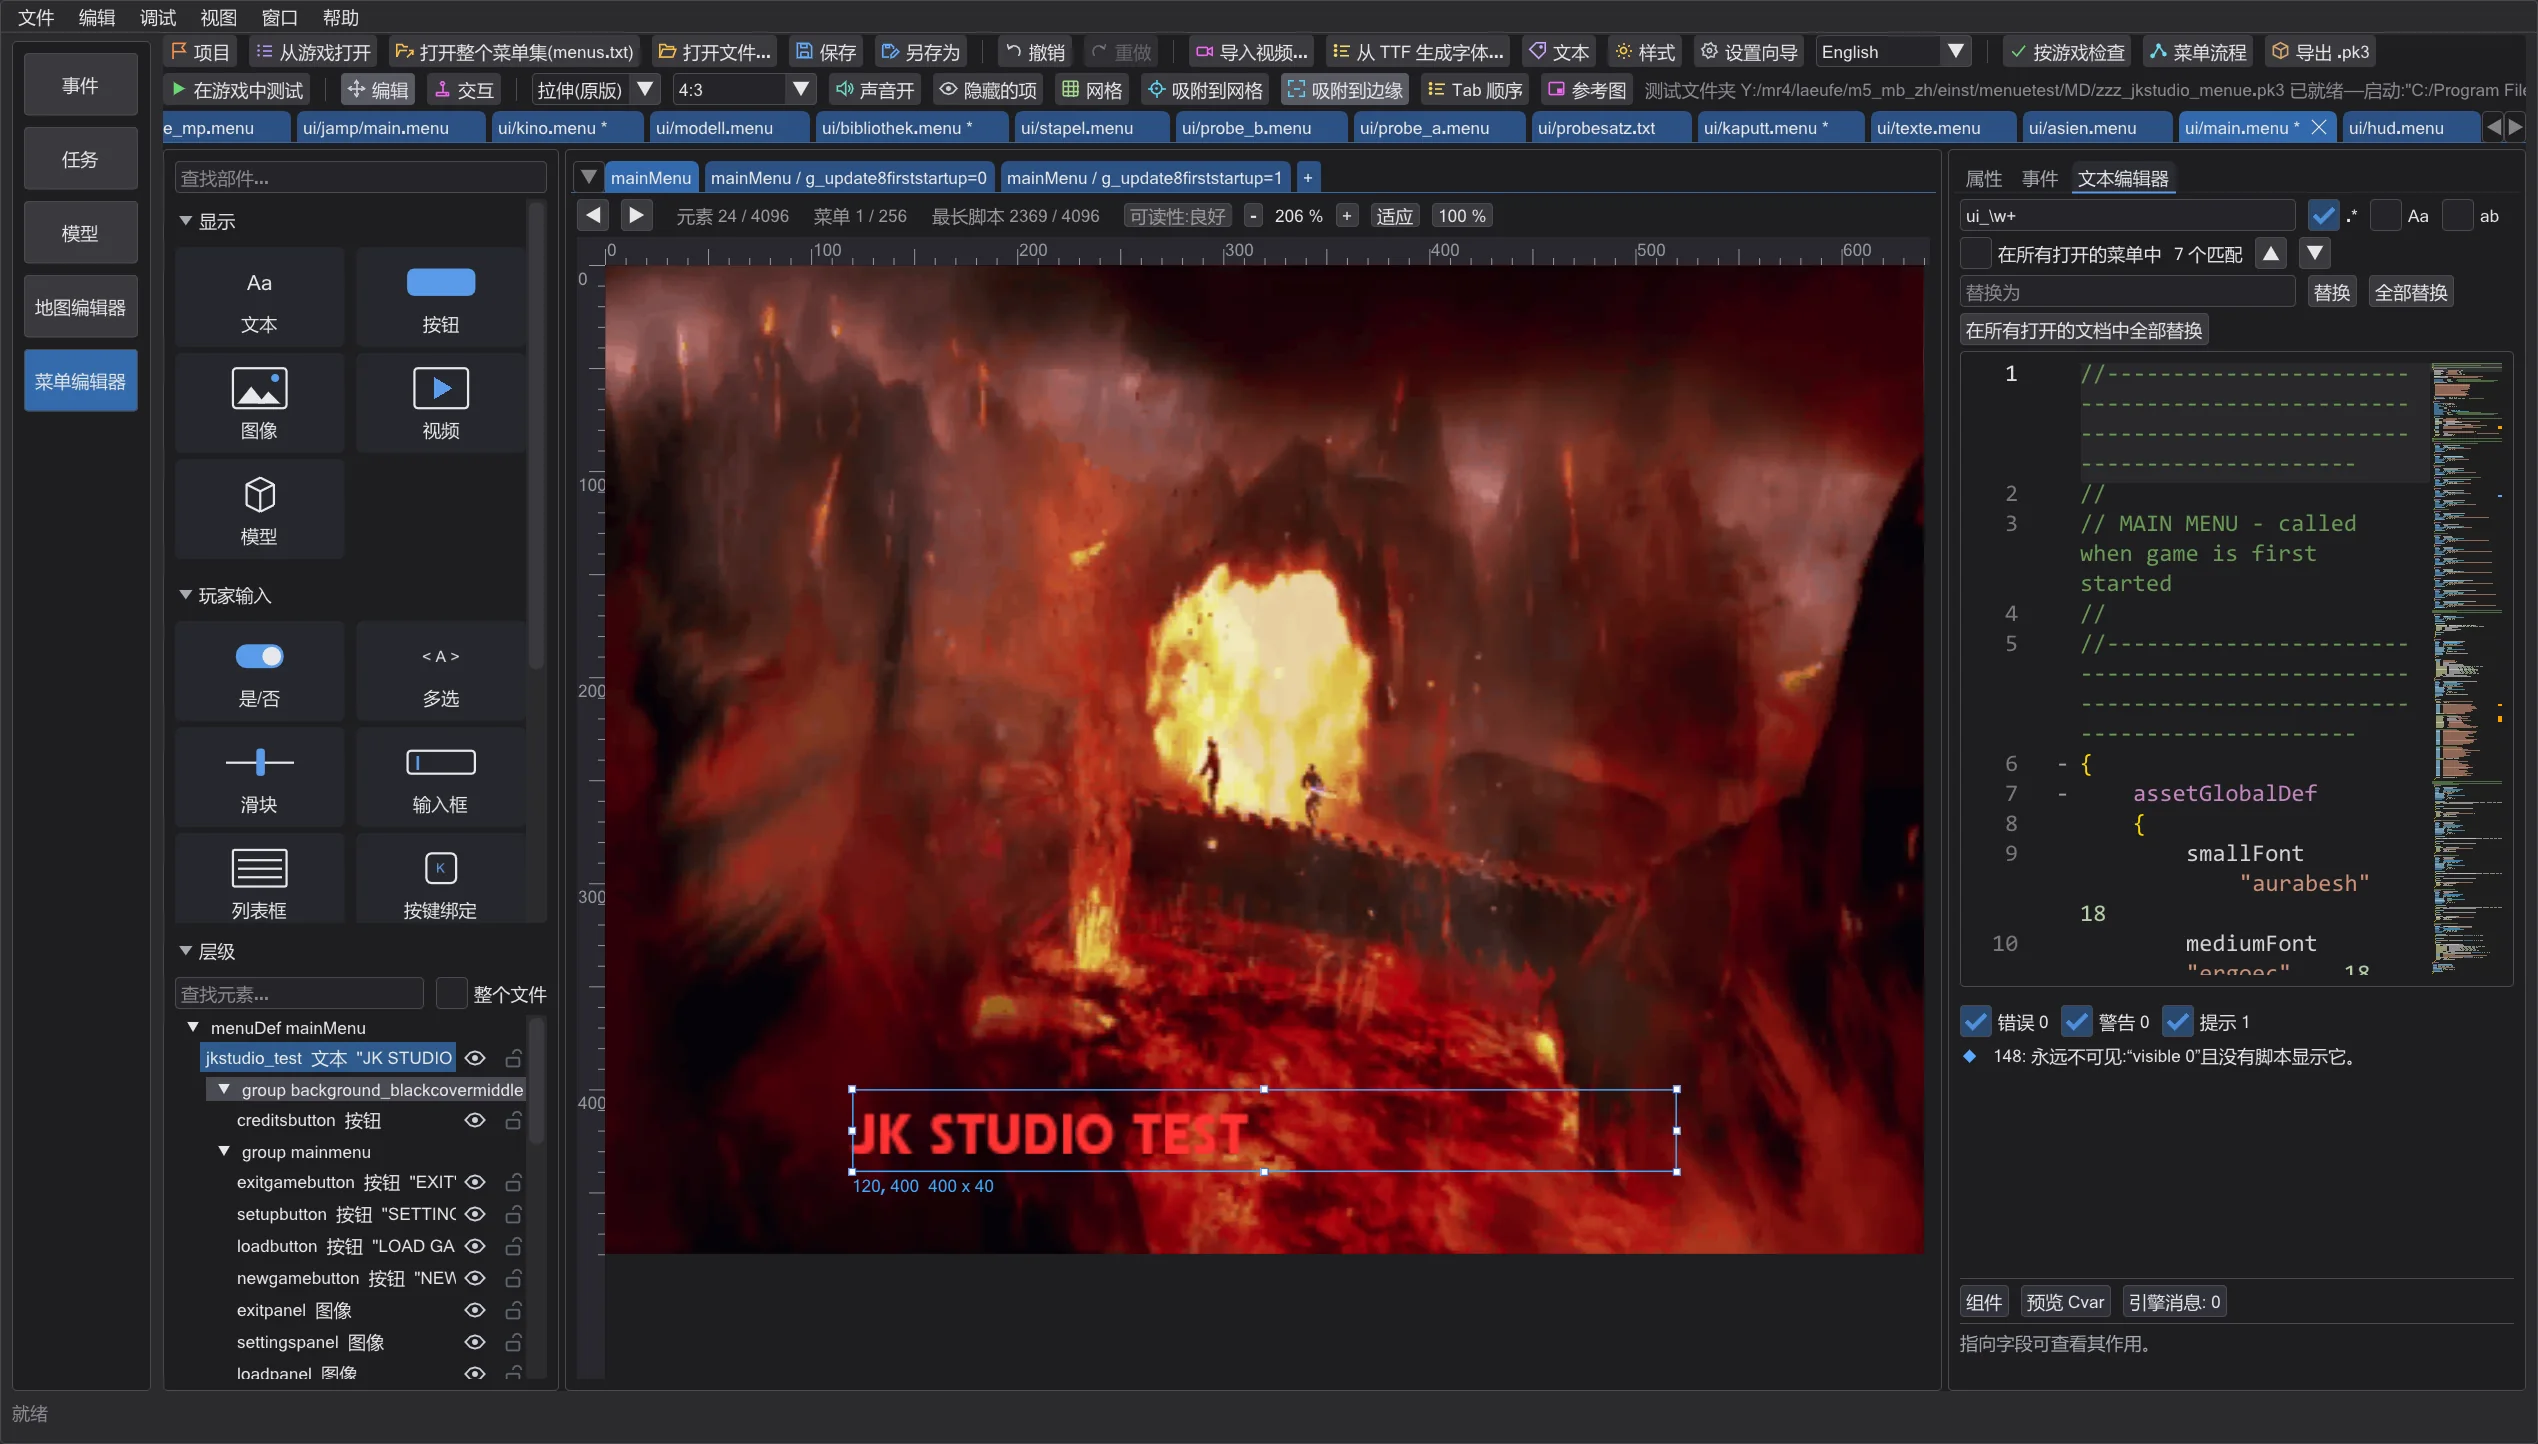 文件 编辑 调试 视图 窗口 帮助
项目 从游戏打开 打开整个菜单集(menus.txt) 打开文件... 保存 另存为 撤销 重做 导入视频... 从 TTF 生成字体... 文本 样式 设置向导 English 按游戏检查 菜单流程 导出 .pk3
在游戏中测试 编辑 交互 拉伸(原版) 4:3 声音开 隐藏的项 网格 吸附到网格 吸附到边缘 Tab 顺序 参考图 测试文件夹 Y:/mr4/laeufe/m5_mb_zh/einst/menuetest/MD/zzz_jkstudio_menue.pk3 已就绪—启动:"C:/Program File
e_mp.menu ui/jamp/main.menu ui/kino.menu * ui/modell.menu ui/bibliothek.menu * ui/stapel.menu ui/probe_b.menu ui/probe_a.menu ui/probesatz.txt ui/kaputt.menu * ui/texte.menu ui/asien.menu ui/main.menu * ui/hud.menu
事件
任务
模型
地图编辑器
菜单编辑器
查找部件...
显示
Aa
文本 按钮
图像 视频
模型
玩家输入
< A >
是/否 多选
滑块 输入框
K
列表框 按键绑定
层级
查找元素... 整个文件
menuDef mainMenu
jkstudio_test 文本 "JK STUDIO
group background_blackcovermiddle
creditsbutton 按钮
group mainmenu
exitgamebutton 按钮 "EXIT"
setupbutton 按钮 "SETTING
loadbutton 按钮 "LOAD GA
newgamebutton 按钮 "NEW
exitpanel 图像
settingspanel 图像
loadpanel 图像
mainMenu mainMenu / g_update8firststartup=0 mainMenu / g_update8firststartup=1 +
元素 24 / 4096 菜单 1 / 256 最长脚本 2369 / 4096 可读性:良好 - 206 % + 适应 100 %
0 100 200 300 400 500 600
0
100
200
300
400
JK STUDIO TEST
120, 400 400 x 40
属性 事件 文本编辑器
ui_\w+ .* Aa ab
在所有打开的菜单中 7 个匹配
替换为 替换 全部替换
在所有打开的文档中全部替换
1 //-----------------------
-------------------------
-------------------------
---------------------
2 //
3 // MAIN MENU - called
when game is first
started
4 //
5 //-----------------------
-------------------------
-------------------------
---------------------
6 - {
7 - assetGlobalDef
8 {
9 smallFont
"aurabesh"
18
10 mediumFont
"ergoec" 18
错误 0 警告 0 提示 1
148: 永远不可见:“visible 0”且没有脚本显示它。
组件 预览 Cvar 引擎消息: 0
指向字段可查看其作用。
就绪